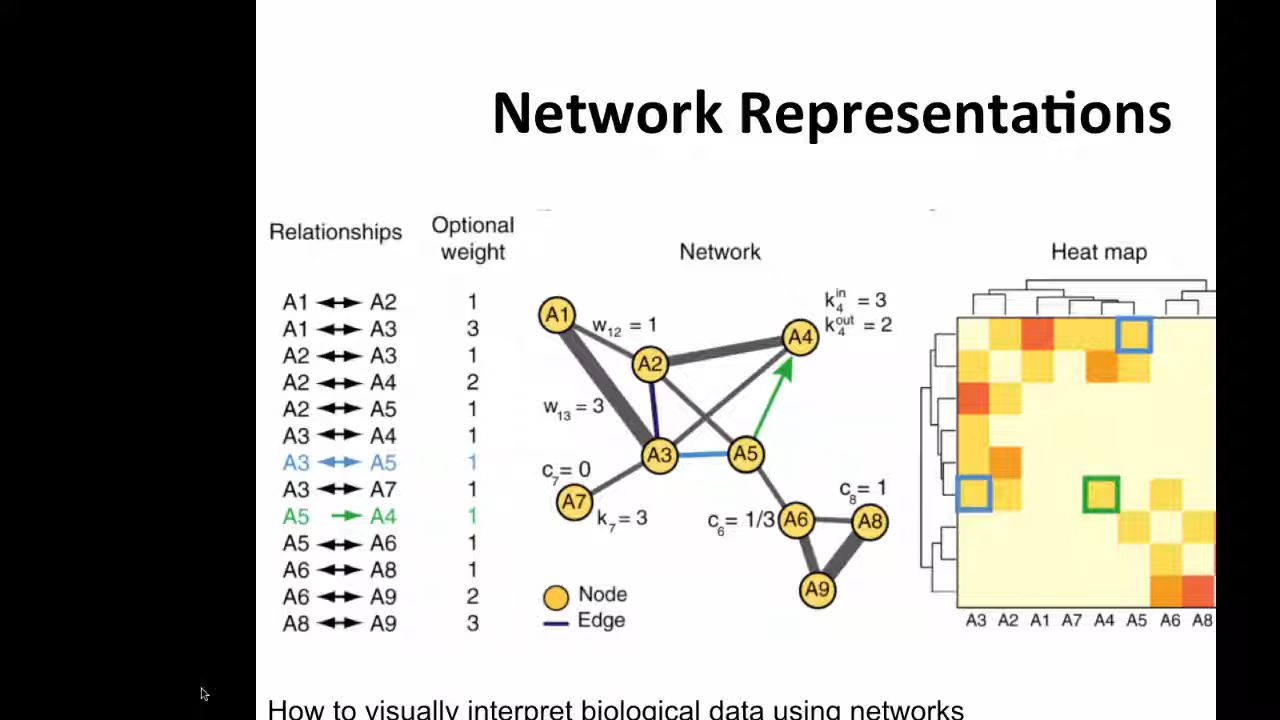 Network Representations
Relationships
Optional
weight
A1 ↔ A2 1
A1 ↔ A3 3
A2 ↔ A3 1
A2 ↔ A4 2
A2 ↔ A5 1
A3 ↔ A4 1
A3 ↔ A5 1
A3 ↔ A7 1
A5 → A4 1
A5 ↔ A6 1
A6 ↔ A8 1
A6 ↔ A9 2
A8 ↔ A9 3
Network
A1
w12 = 1
A2
A4
k4in = 3
k4out = 2
w13 = 3
A3
A5
c7= 0
A7
k7= 3
c6= 1/3
A6
c8= 1
A8
A9
Node
Edge
Heat map
A3 A2 A1 A7 A4 A5 A6 A8
How to visually interpret biological data using networks